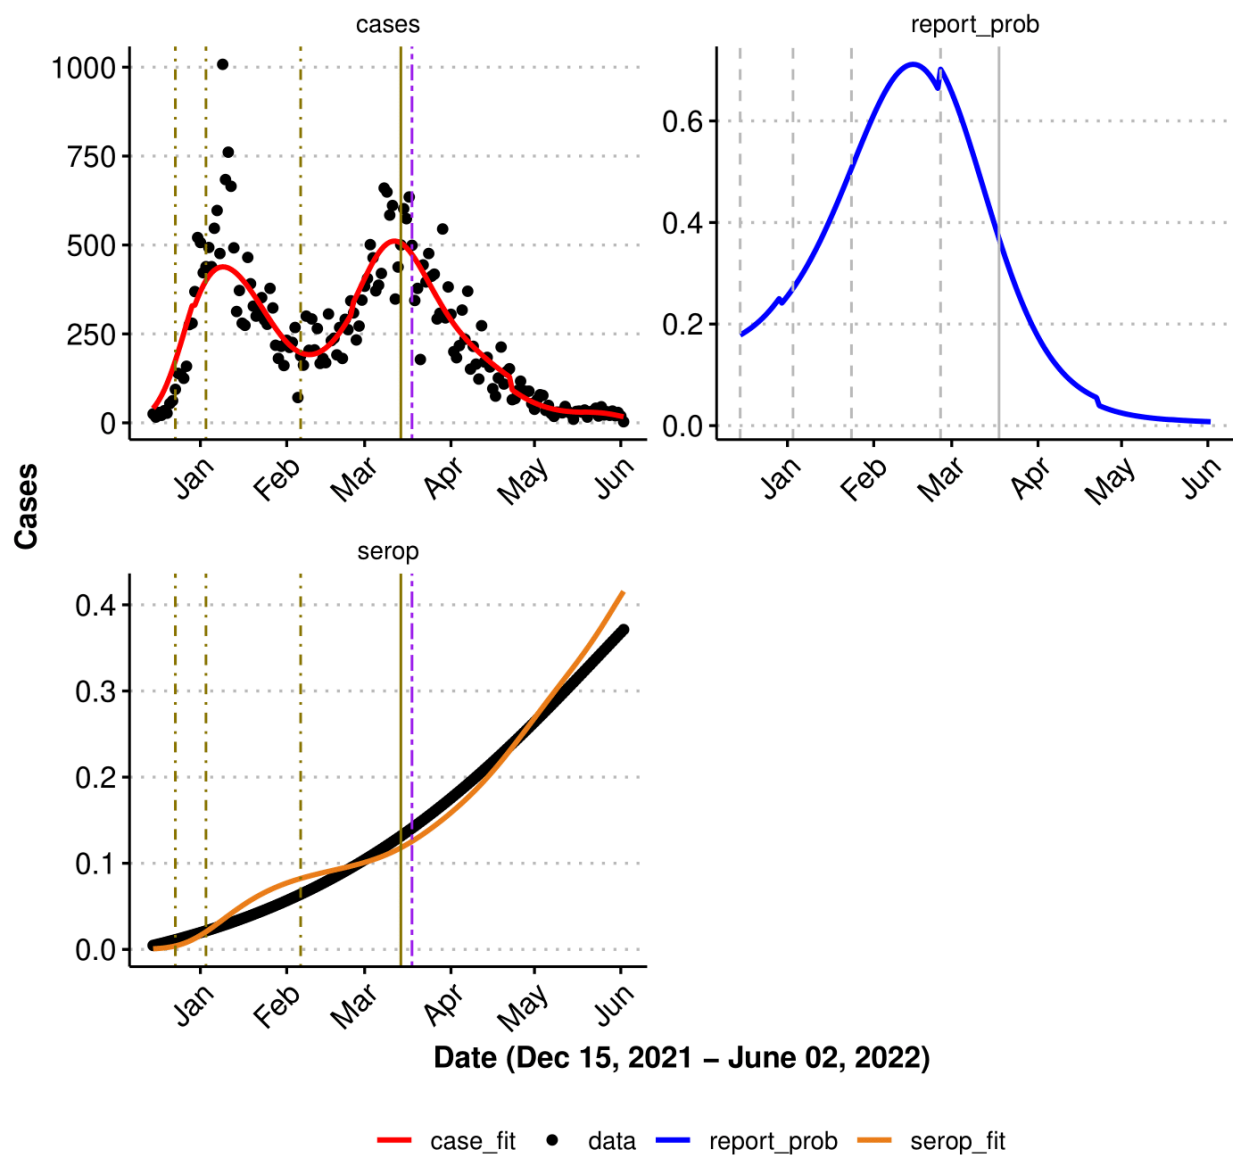 cases
report_prob
1000
750
500
250
0
Jan
Feb
Mar
Apr
May
Jun
0.6
0.4
0.2
0.0
Jan
Feb
Mar
Apr
May
Jun
Cases
serop
0.4
0.3
0.2
0.1
0.0
Jan
Feb
Mar
Apr
May
Jun
Date (Dec 15, 2021 − June 02, 2022)
case_fit data report_prob serop_fit